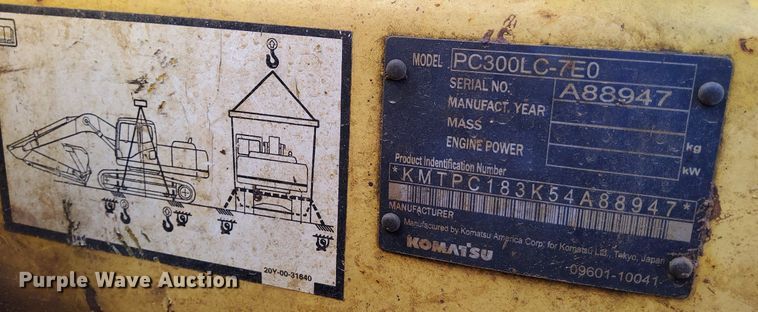 MODEL PC300LC-7E0
SERIAL NO. A88947
MANUFACT. YEAR
MASS kg
ENGINE POWER kW
Product Indentification Number
*KMTPC183K54A88947*
MANUFACTURER
Manufactured by Komatsu America Corp. for Komatsu Ltd., Tokyo, Japan
KOMATSU
09601-10041
20Y-00-31640
Purple Wave Auction